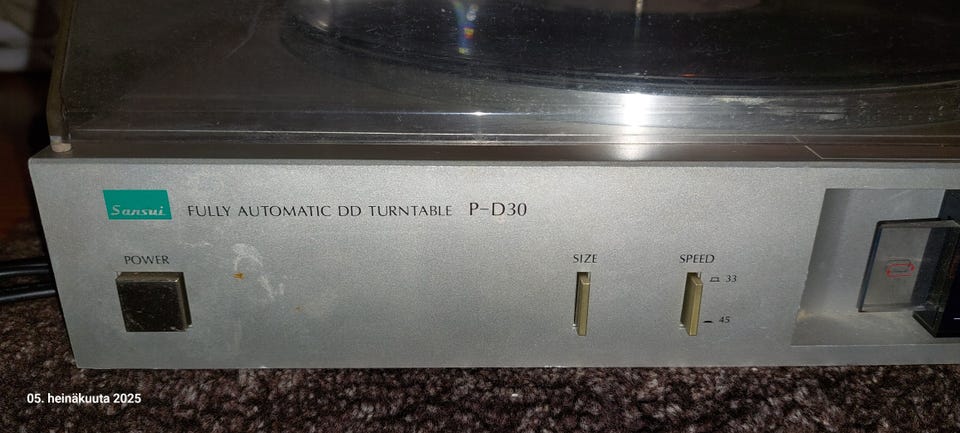 Sansui FULLY AUTOMATIC DD TURNTABLE P-D30
POWER SIZE SPEED
33
45
05. heinäkuuta 2025